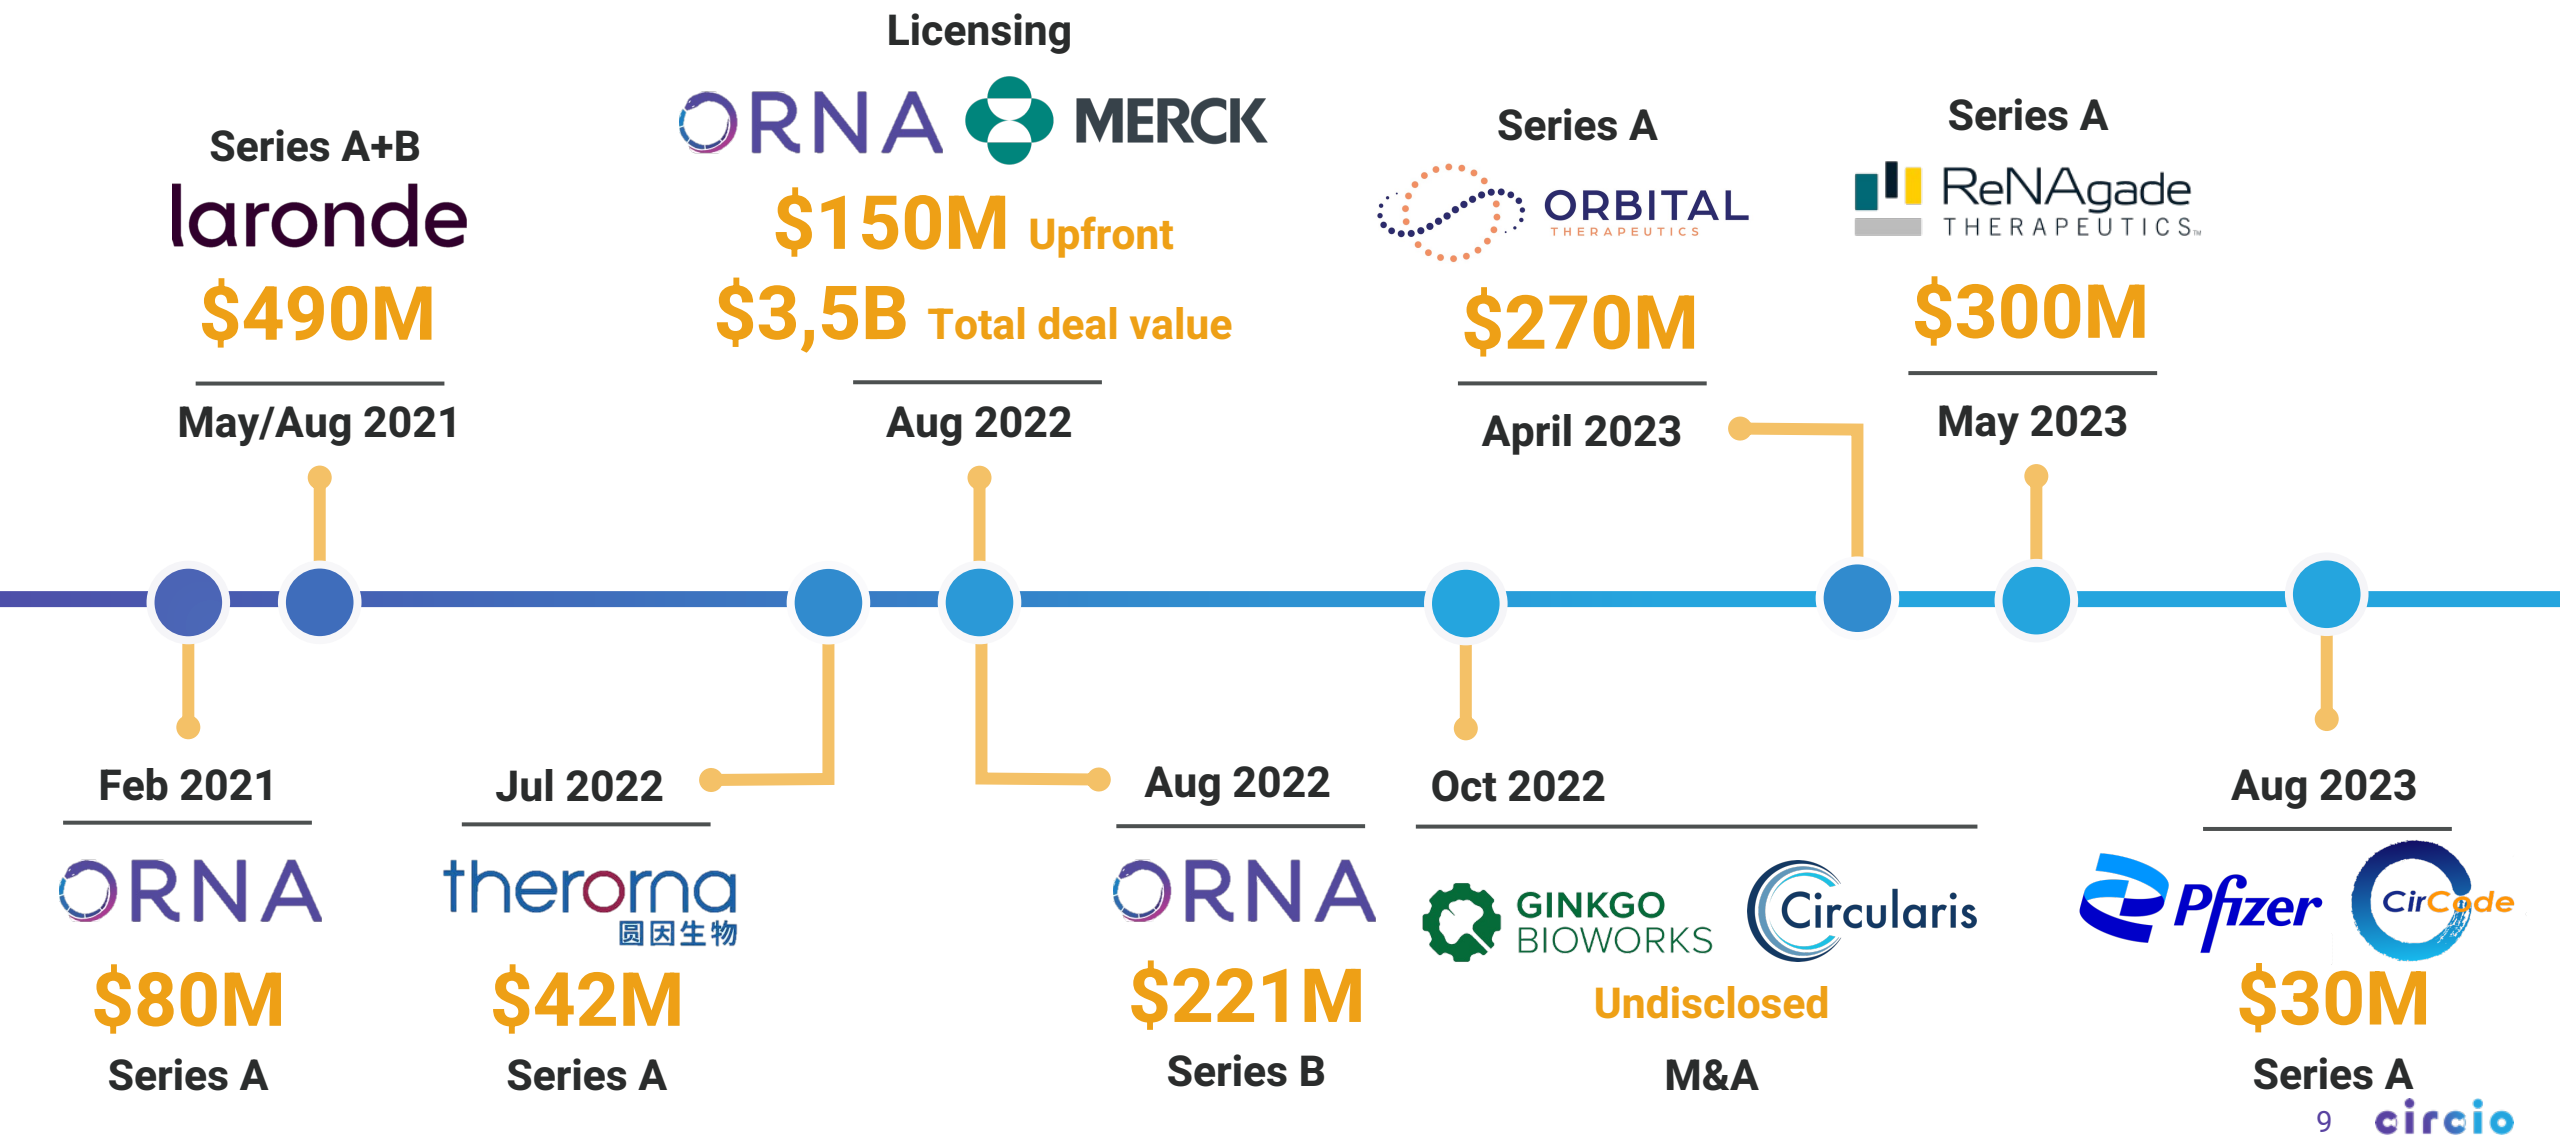 Licensing
ORNA MERCK
$150M Upfront
$3,5B Total deal value
Aug 2022
Series A+B
laronde
$490M
May/Aug 2021
Series A
ORBITAL
THERAPEUTICS
$270M
April 2023
Series A
ReNAgade
THERAPEUTICS™
$300M
May 2023
Feb 2021
ORNA
$80M
Series A
Jul 2022
therorna
圆因生物
$42M
Series A
Aug 2022
ORNA
$221M
Series B
Oct 2022
GINKGO
BIOWORKS
Circularis
Undisclosed
M&A
Aug 2023
Pfizer CirCode
$30M
Series A
9 circio